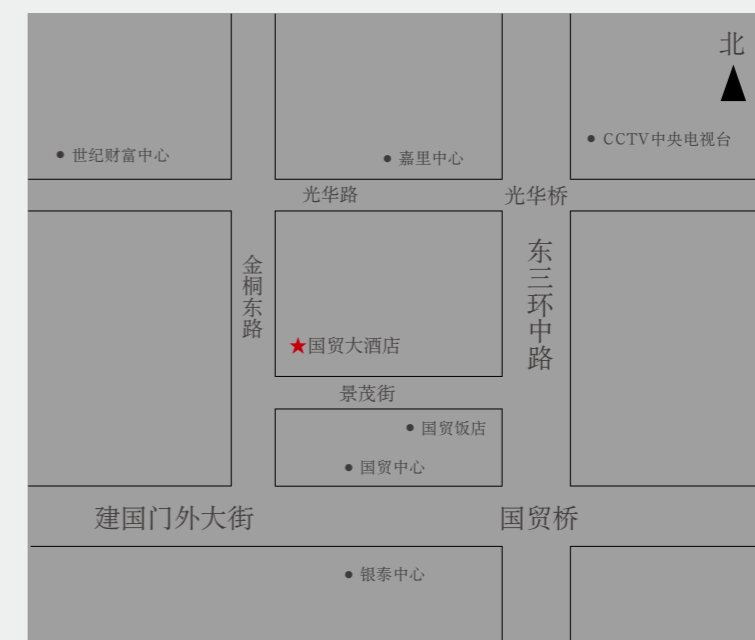 北
CCTV中央电视台
世纪财富中心
嘉里中心
光华路
光华桥
金桐东路
东三环中路
国贸大酒店
景茂街
国贸饭店
国贸中心
建国门外大街
国贸桥
银泰中心